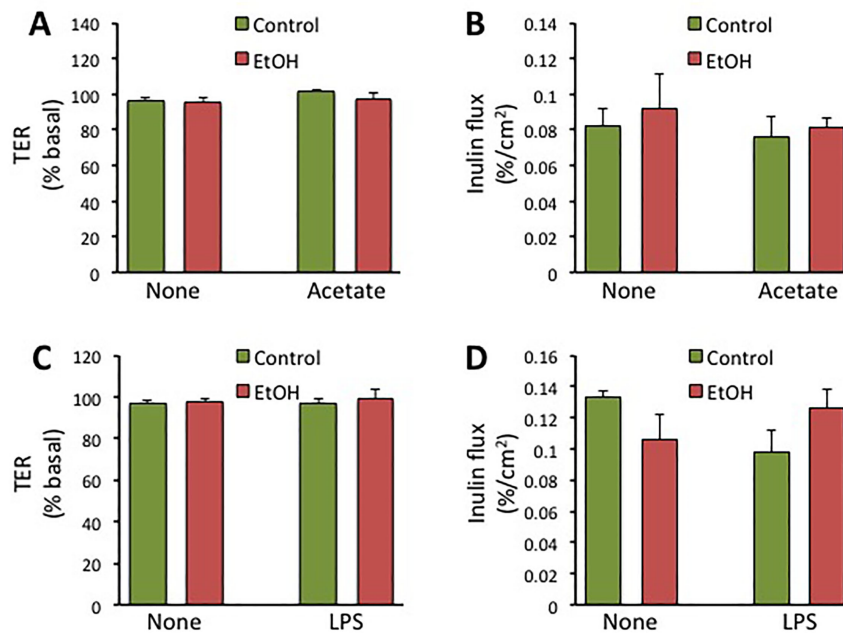 A
TER
(% basal)
140
120
100
80
60
40
20
0
Control
EtOH
None
Acetate
B
Inulin flux
(%/cm²)
0.14
0.12
0.1
0.08
0.06
0.04
0.02
0
Control
EtOH
None
Acetate
C
TER
(% basal)
120
100
80
60
40
20
0
Control
EtOH
None
LPS
D
Inulin flux
(%/cm²)
0.16
0.14
0.12
0.1
0.08
0.06
0.04
0.02
0
Control
EtOH
None
LPS